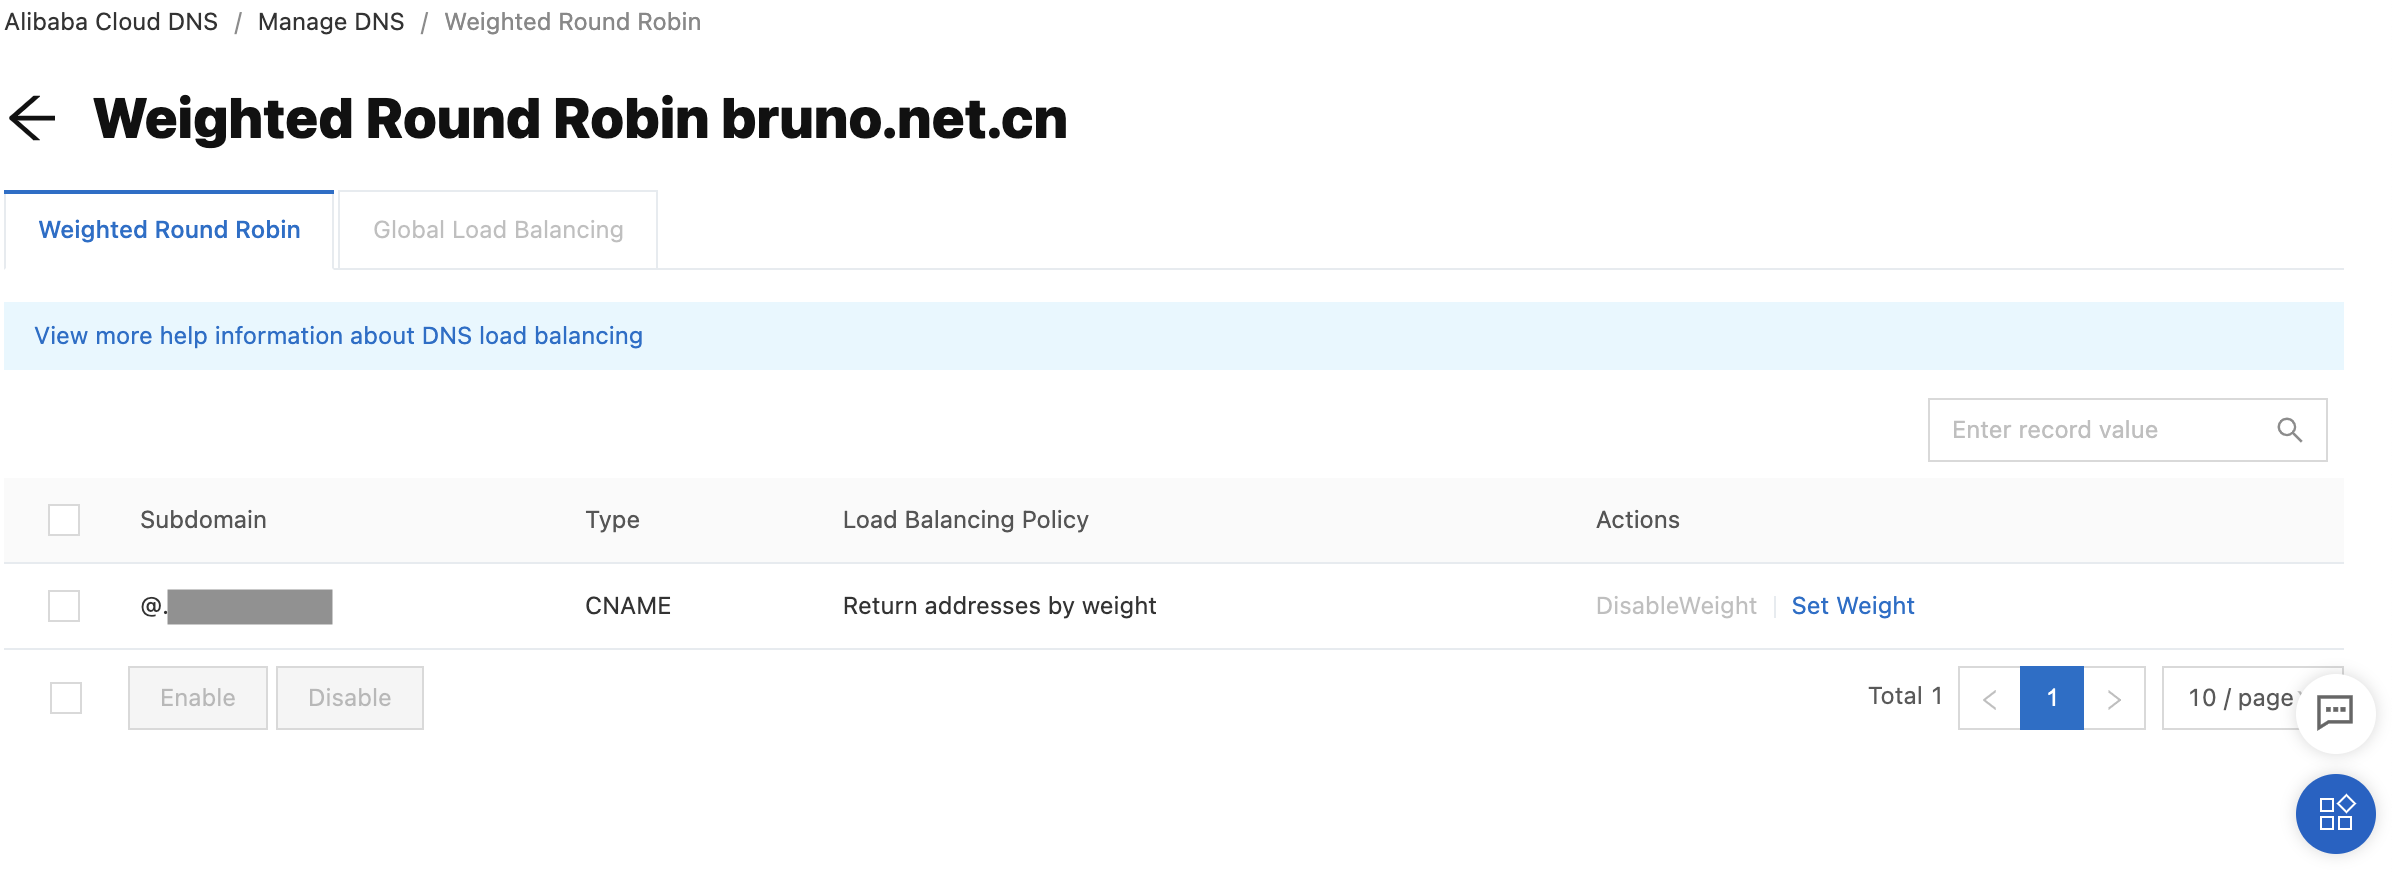 Alibaba Cloud DNS / Manage DNS / Weighted Round Robin
Weighted Round Robin bruno.net.cn
Weighted Round Robin Global Load Balancing
View more help information about DNS load balancing
Enter record value
Subdomain Type Load Balancing Policy Actions
@. CNAME Return addresses by weight DisableWeight Set Weight
Enable Disable Total 1 < 1 > 10 / page